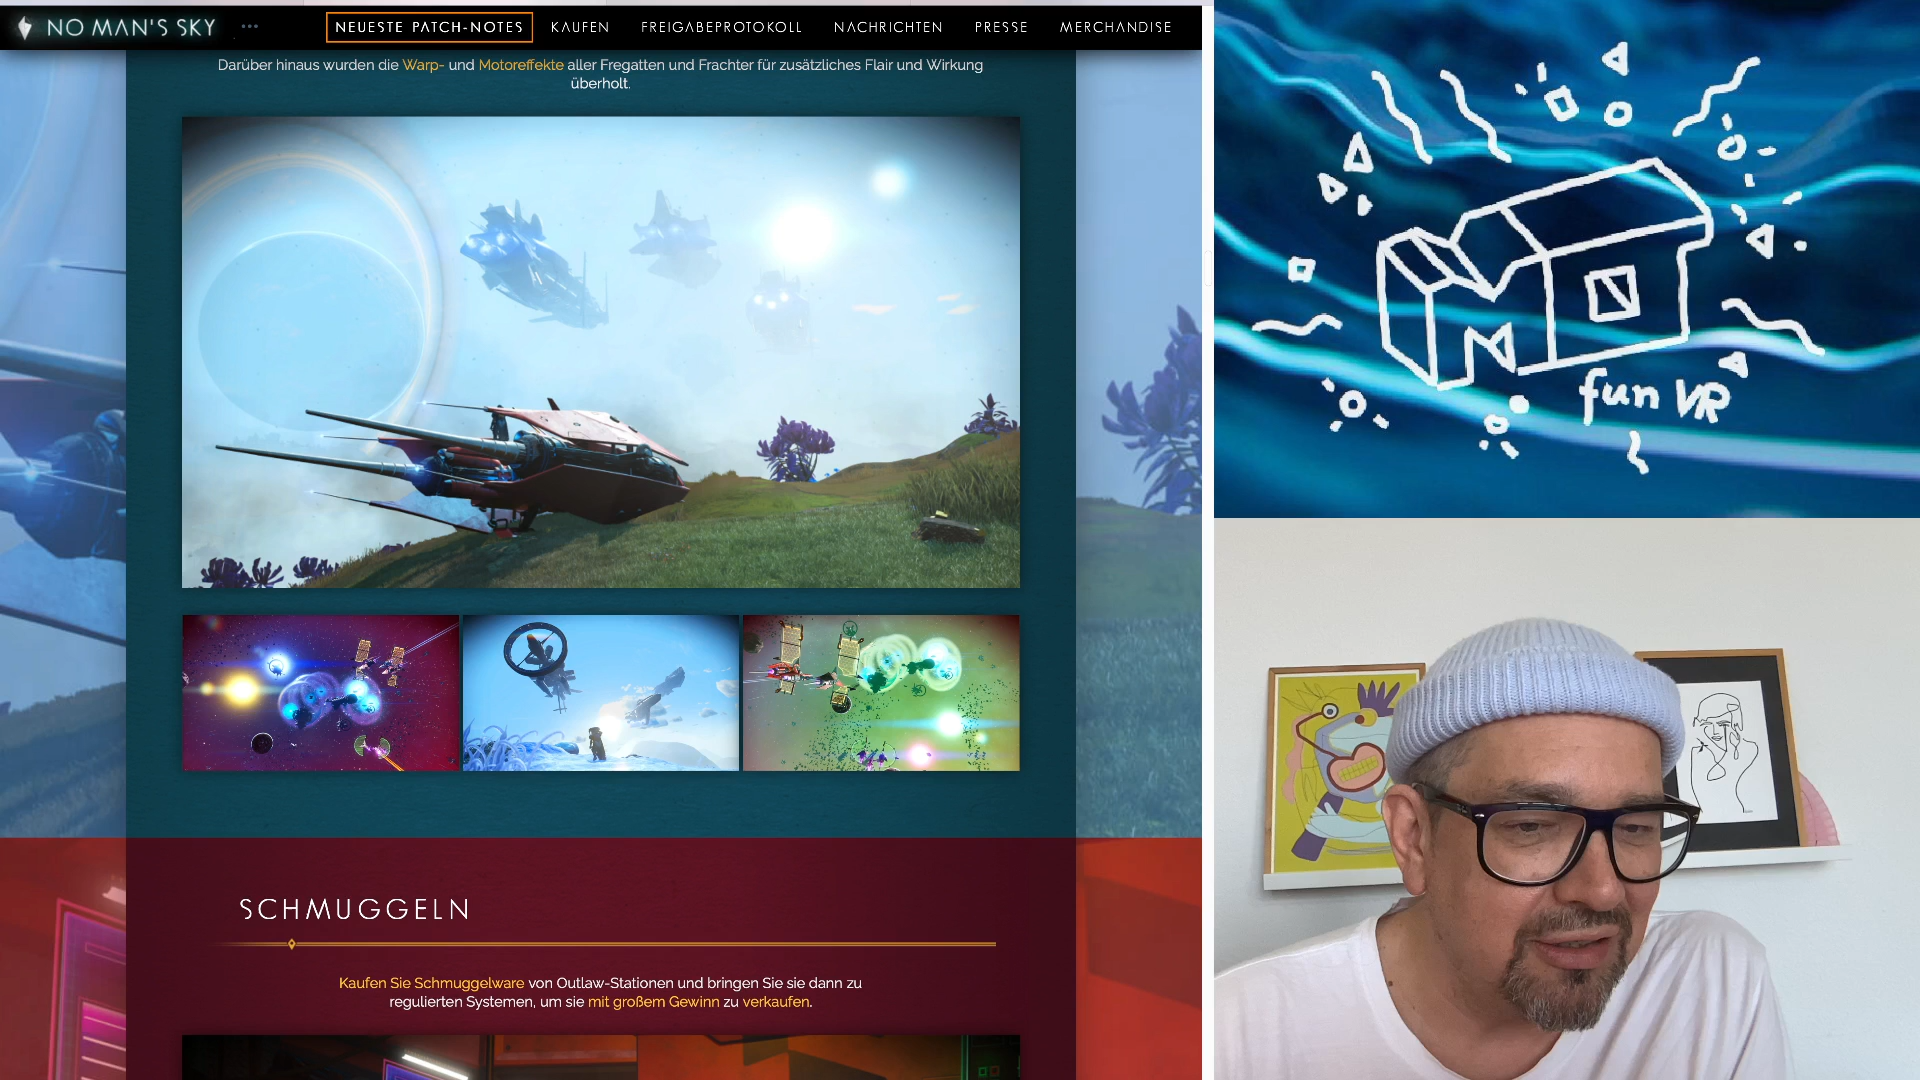 NO MAN'S SKY
NEUESTE PATCH-NOTES
KAUFEN
FREIGABEPROTOKOLL
NACHRICHTEN
PRESSE
MERCHANDISE
Darüber hinaus wurden die Warp- und Motoreffekte aller Fregatten und Frachter für zusätzliches Flair und Wirkung
überholt.
fun VR
SCHMUGGELN
Kaufen Sie Schmuggelware von Outlaw-Stationen und bringen Sie sie dann zu
regulierten Systemen, um sie mit großem Gewinn zu verkaufen.